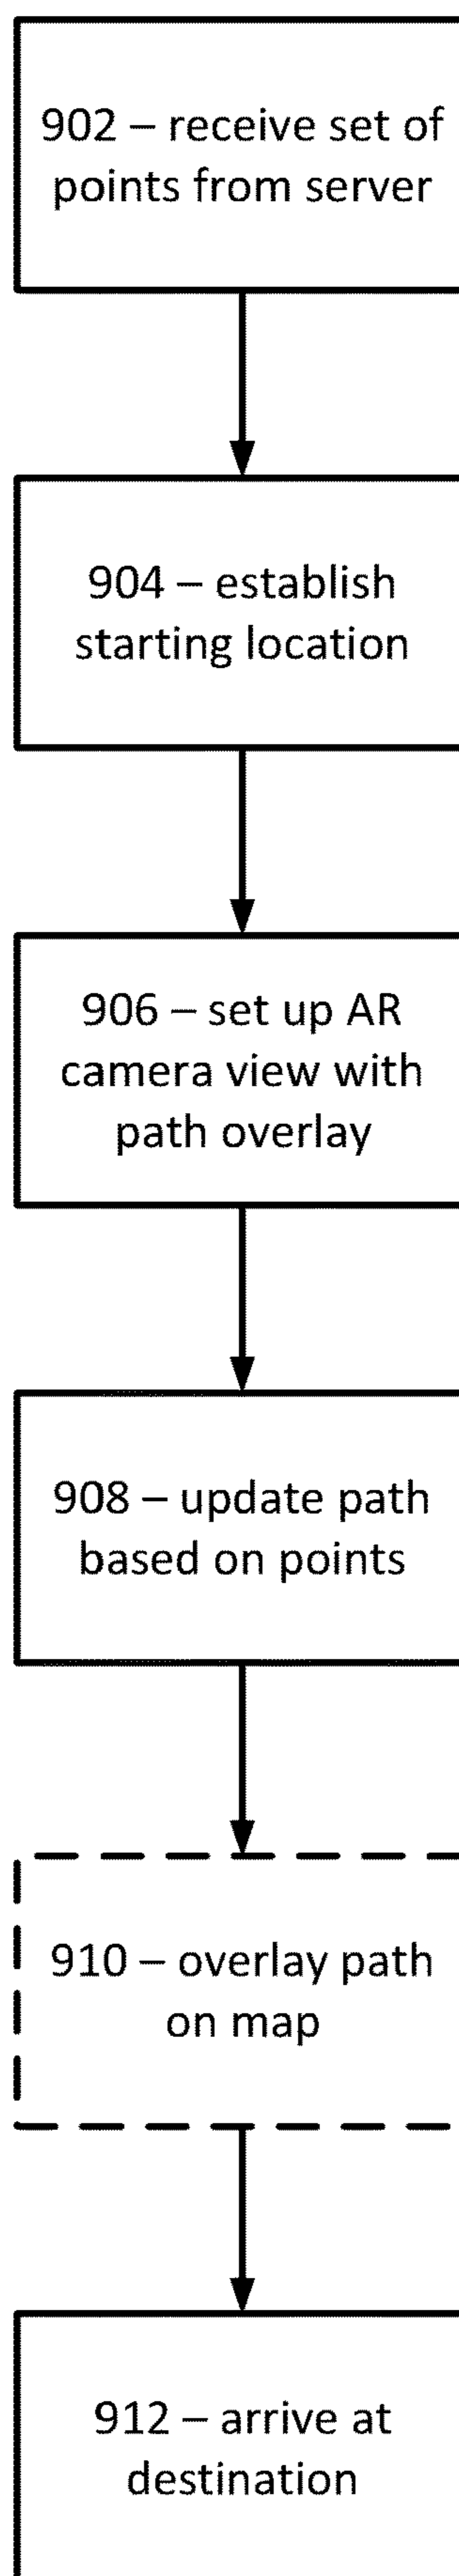 902 – receive set of
points from server
904 – establish
starting location
906 – set up AR
camera view with
path overlay
908 – update path
based on points
910 – overlay path
on map
912 – arrive at
destination